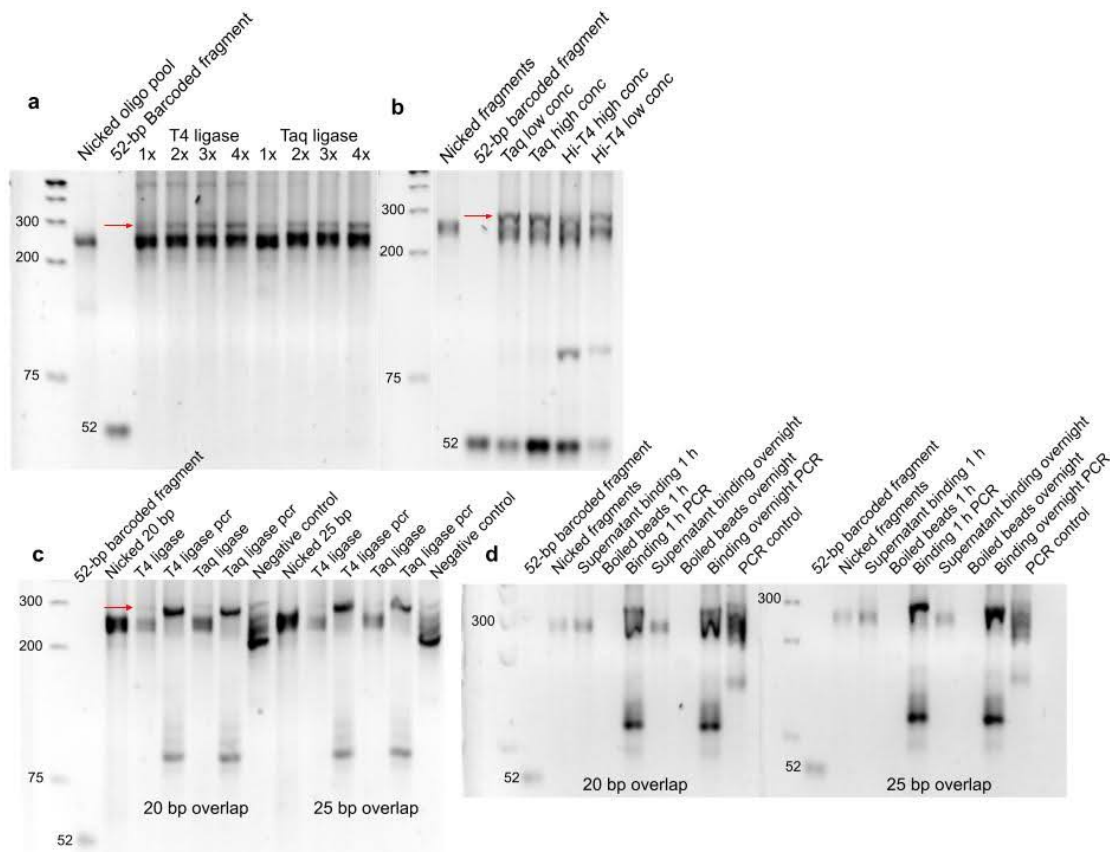 a
Nicked oligo pool
52-bp Barcoded fragment
T4 ligase
Taq ligase
1x 2x 3x 4x 1x 2x 3x 4x
300
200
75
52
b
Nicked fragments
52-bp barcoded fragment
Taq low conc
Taq high conc
Hi-T4 high conc
Hi-T4 low conc
300
200
75
52
c
52-bp barcoded fragment
Nicked 20 bp
T4 ligase
T4 ligase pcr
Taq ligase
Taq ligase pcr
Negative control
Nicked 25 bp
T4 ligase
T4 ligase pcr
Taq ligase
Taq ligase pcr
Negative control
300
200
75
52
20 bp overlap
25 bp overlap
d
52-bp barcoded fragment
Nicked fragments
Supernatant binding 1 h
Boiled beads 1 h
Binding 1 h PCR
Supernatant binding overnight
Boiled beads overnight
Binding overnight PCR
PCR control
300
52
20 bp overlap
52-bp barcoded fragment
Nicked fragments
Supernatant binding 1 h
Boiled beads 1 h
Binding 1 h PCR
Supernatant binding overnight
Boiled beads overnight
Binding overnight PCR
PCR control
300
52
25 bp overlap